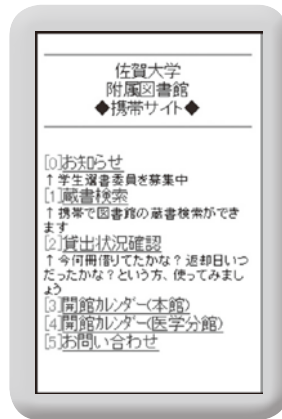 佐賀大学
附属図書館
◆携帯サイト◆
[0]お知らせ
↑学生選書委員を募集中
[1]蔵書検索
↑携帯で図書館の蔵書検索ができ
ます
[2]貸出状況確認
↑今何冊借りてたかな？返却日いつ
だったかな？という方、使ってみまし
ょう
[3]開館カレンダー(本館)
[4]開館カレンダー(医学分館)
[5]お問い合わせ